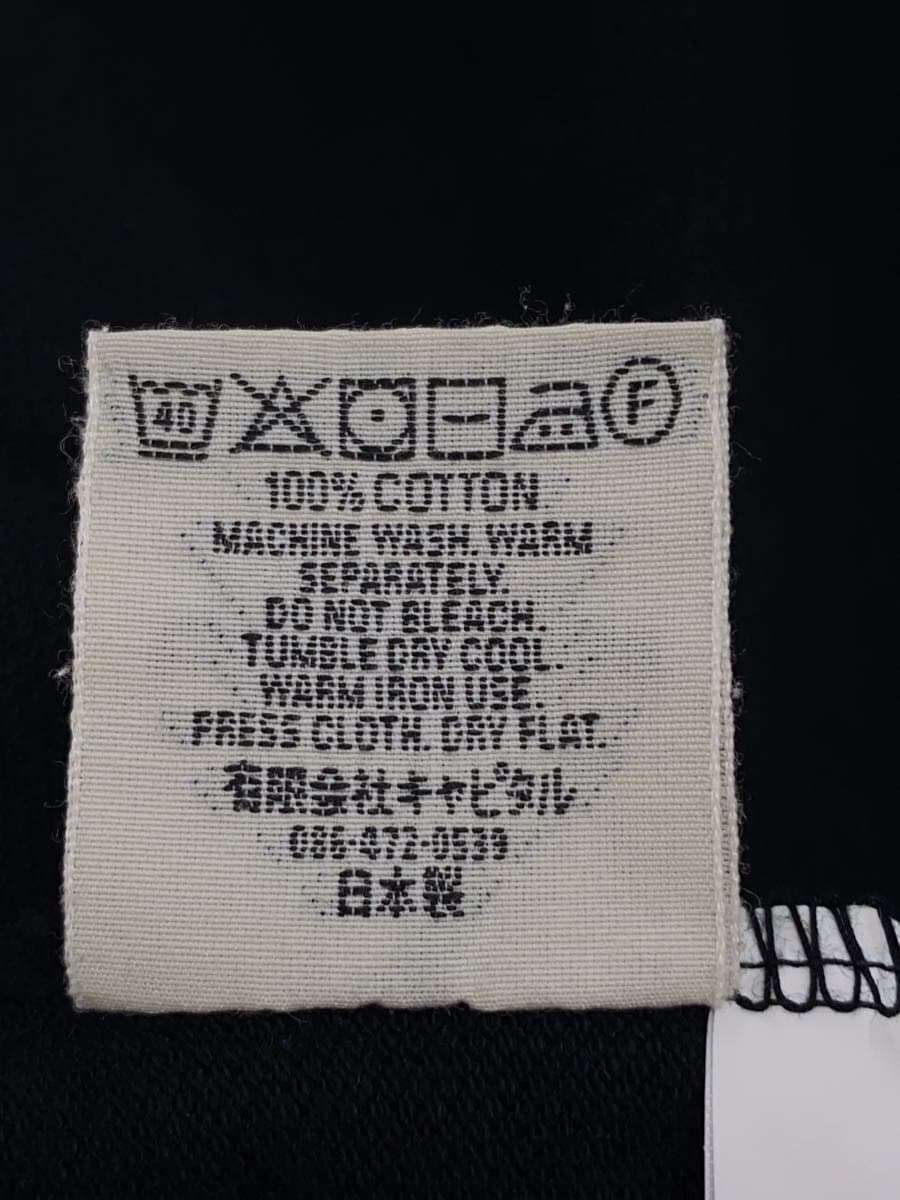 40 F
100% COTTON
MACHINE WASH. WARM
SEPARATELY.
DO NOT BLEACH.
TUMBLE DRY COOL.
WARM IRON USE.
PRESS CLOTH. DRY FLAT.
有限会社キャピタル
086-472-0539
日本製